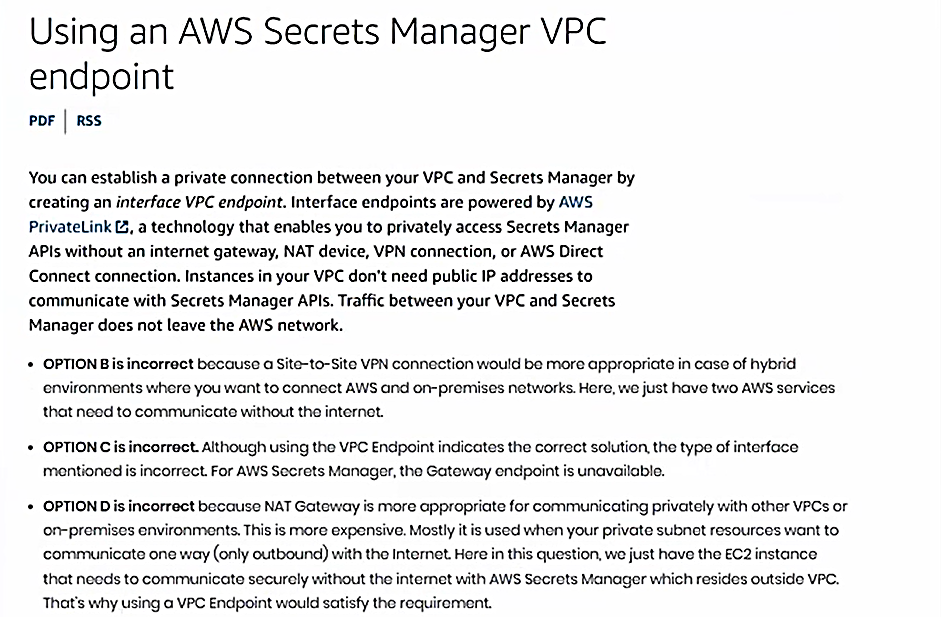 Using an AWS Secrets Manager VPC
endpoint
PDF | RSS
You can establish a private connection between your VPC and Secrets Manager by
creating an interface VPC endpoint. Interface endpoints are powered by AWS
PrivateLink, a technology that enables you to privately access Secrets Manager
APIs without an internet gateway, NAT device, VPN connection, or AWS Direct
Connect connection. Instances in your VPC don't need public IP addresses to
communicate with Secrets Manager APIs. Traffic between your VPC and Secrets
Manager does not leave the AWS network.
• OPTION B is incorrect because a Site-to-Site VPN connection would be more appropriate in case of hybrid
environments where you want to connect AWS and on-premises networks. Here, we just have two AWS services
that need to communicate without the internet.
• OPTION C is incorrect. Although using the VPC Endpoint indicates the correct solution, the type of interface
mentioned is incorrect. For AWS Secrets Manager, the Gateway endpoint is unavailable.
• OPTION D is incorrect because NAT Gateway is more appropriate for communicating privately with other VPCs or
on-premises environments. This is more expensive. Mostly it is used when your private subnet resources want to
communicate one way (only outbound) with the Internet. Here in this question, we just have the EC2 instance
that needs to communicate securely without the internet with AWS Secrets Manager which resides outside VPC.
That's why using a VPC Endpoint would satisfy the requirement.